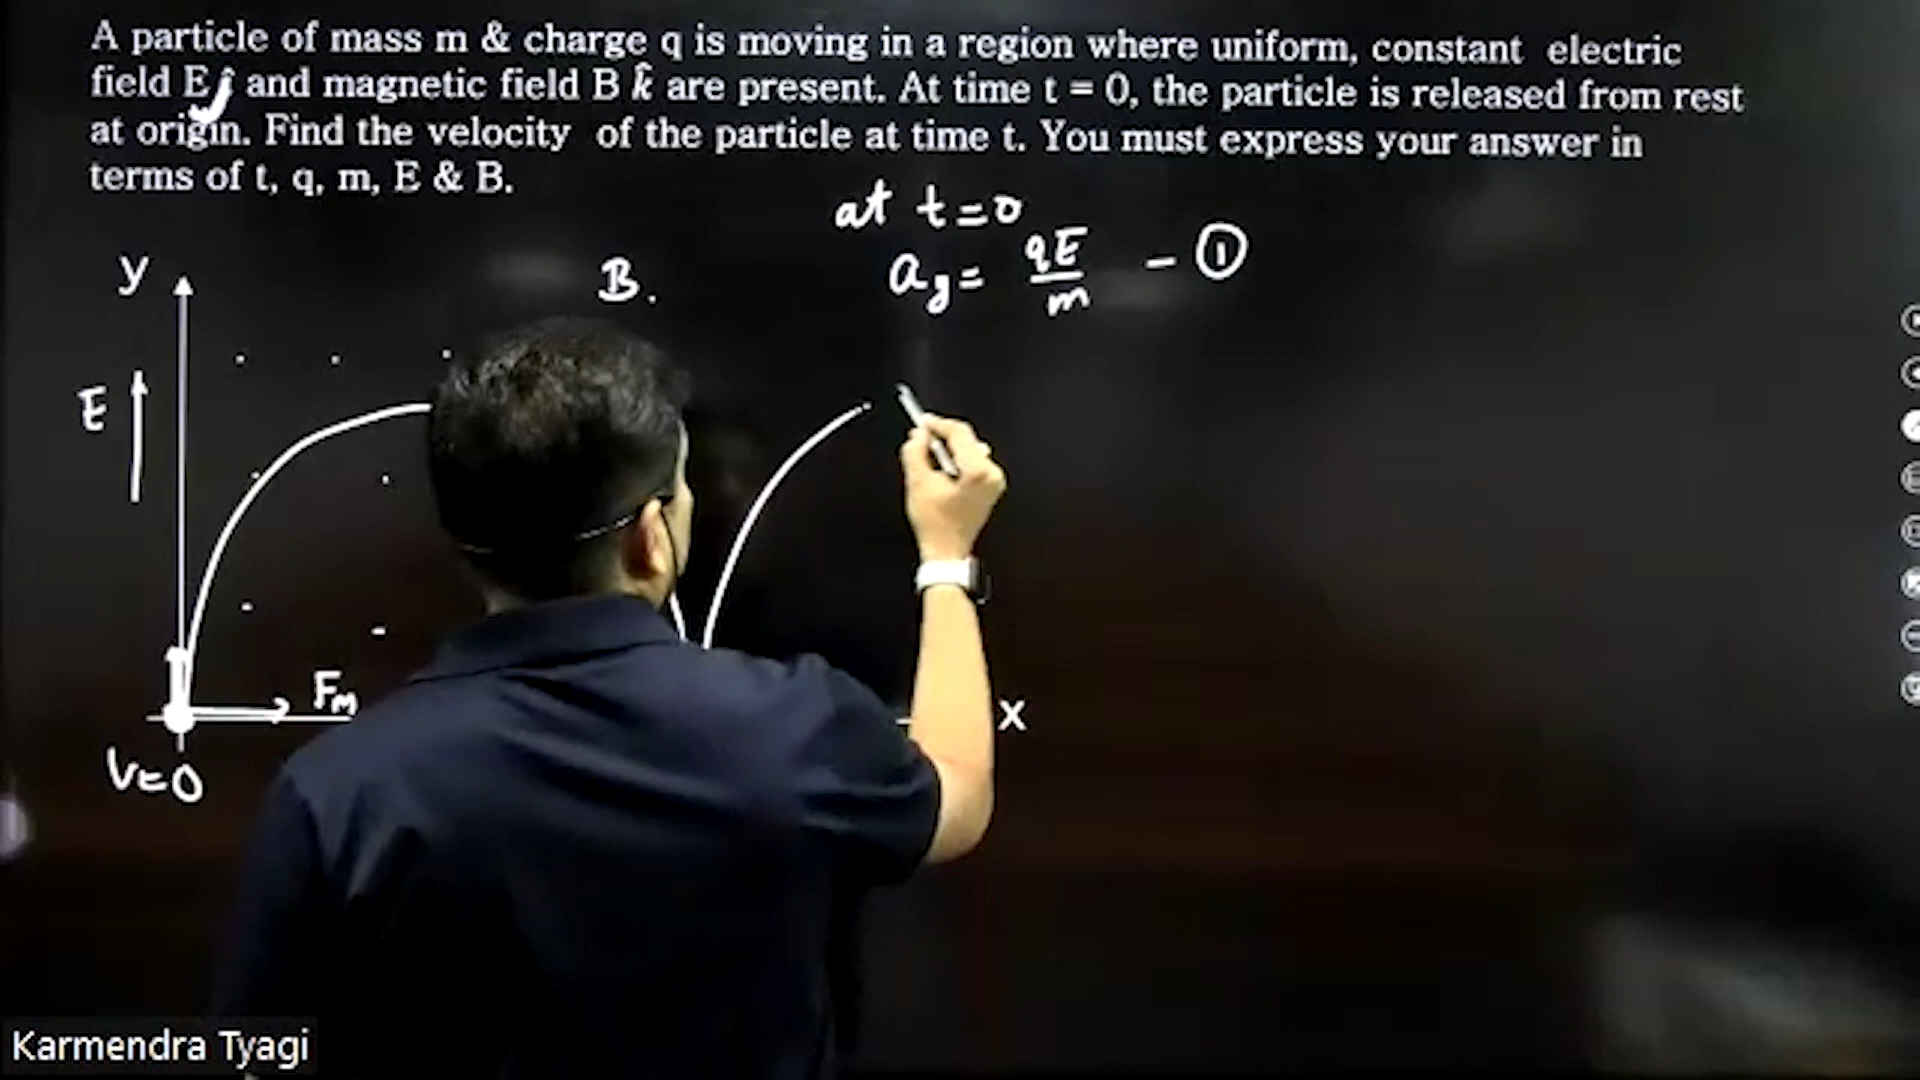 A particle of mass m & charge q is moving in a region where uniform, constant electric
field E ĵ and magnetic field B k̂ are present. At time t = 0, the particle is released from rest
at origin. Find the velocity of the particle at time t. You must express your answer in
terms of t, q, m, E & B.
at t=0
a_y = qE/m - ①
y
B.
E
F_M
x
V=0
Karmendra Tyagi